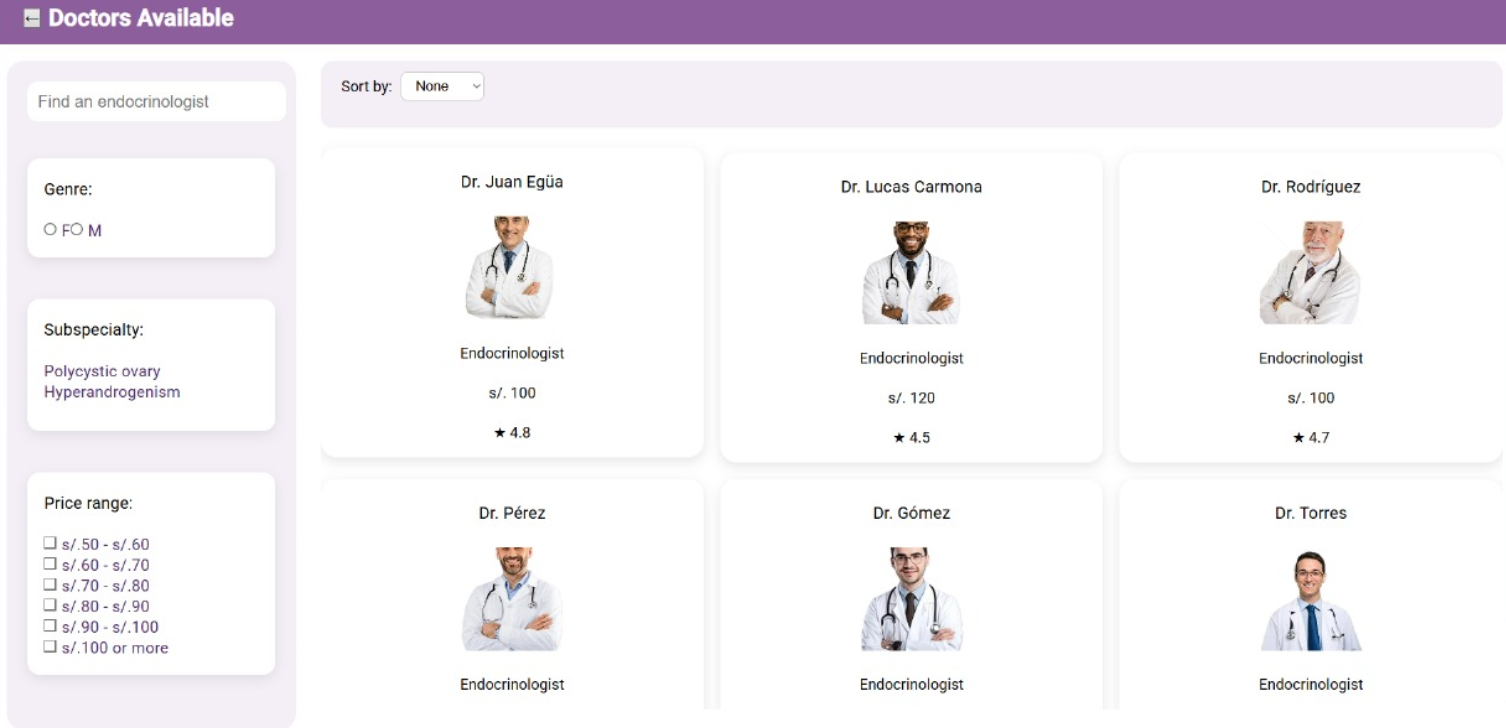 ← Doctors Available
Find an endocrinologist
Genre:
F M
Subspecialty:
Polycystic ovary
Hyperandrogenism
Price range:
s/.50 - s/.60
s/.60 - s/.70
s/.70 - s/.80
s/.80 - s/.90
s/.90 - s/.100
s/.100 or more
Sort by: None
Dr. Juan Egüa
Endocrinologist
s/. 100
★ 4.8
Dr. Lucas Carmona
Endocrinologist
s/. 120
★ 4.5
Dr. Rodríguez
Endocrinologist
s/. 100
★ 4.7
Dr. Pérez
Endocrinologist
Dr. Gómez
Endocrinologist
Dr. Torres
Endocrinologist